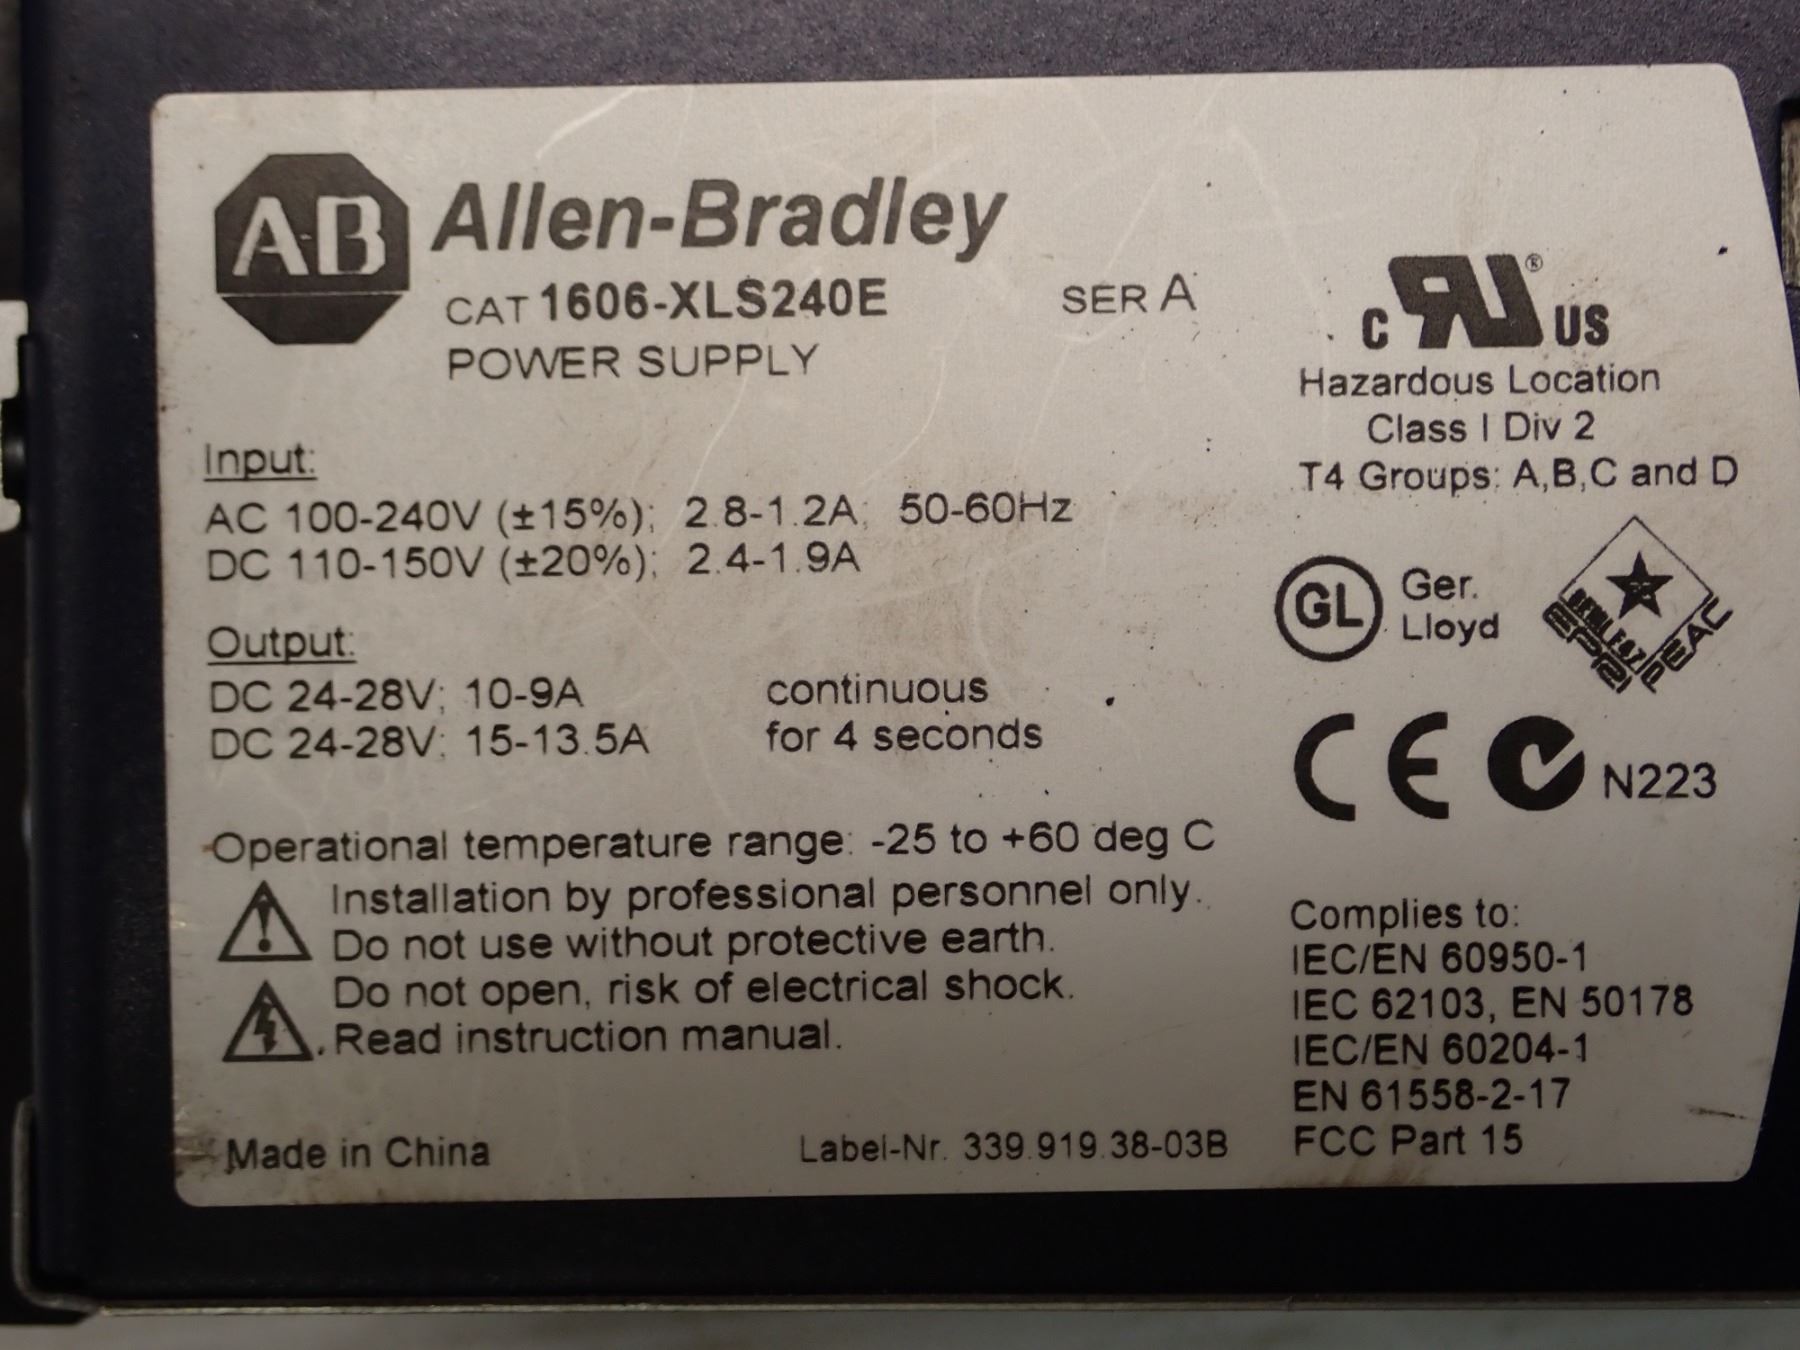 AB Allen-Bradley
CAT 1606-XLS240E SER A
POWER SUPPLY
Input:
AC 100-240V (±15%); 2.8-1.2A; 50-60Hz
DC 110-150V (±20%); 2.4-1.9A
Output:
DC 24-28V; 10-9A continuous
DC 24-28V; 15-13.5A for 4 seconds
Operational temperature range: -25 to +60 deg C
Installation by professional personnel only.
Do not use without protective earth.
Do not open, risk of electrical shock.
Read instruction manual.
Made in China
Label-Nr. 339.919.38-03B
C RU ® US
Hazardous Location
Class I Div 2
T4 Groups: A,B,C and D
GL Ger.
Lloyd
SEMI F47
CE N223
Complies to:
IEC/EN 60950-1
IEC 62103, EN 50178
IEC/EN 60204-1
EN 61558-2-17
FCC Part 15